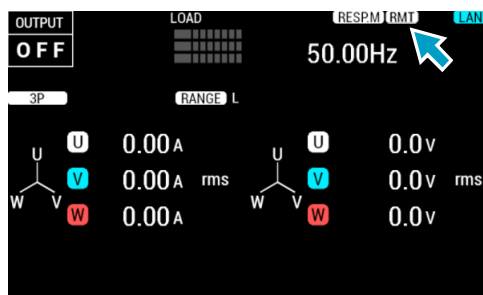 OUTPUT LOAD RESP.M RMT LAN
OFF 50.00Hz
3P RANGE L
U U 0.00A U U 0.0V
V 0.00A rms V 0.0V rms
W V W 0.00A W V W 0.0V